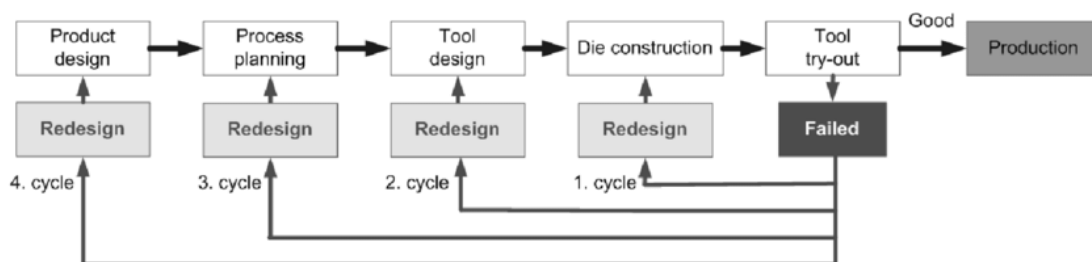 Product
design
Process
planning
Tool
design
Die construction
Tool
try-out
Good
Production
Redesign
Redesign
Redesign
Redesign
Failed
4. cycle
3. cycle
2. cycle
1. cycle